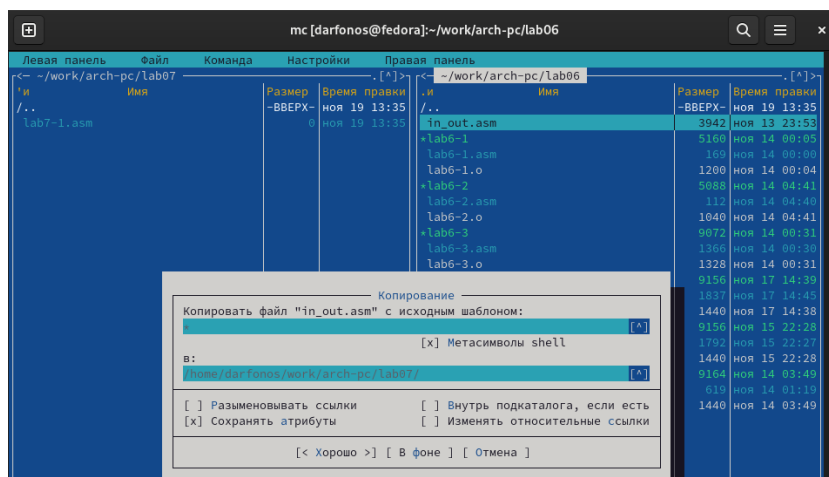 mc [darfonos@fedora]:~/work/arch-pc/lab06
Левая панель Файл Команда Настройки Правая панель
<— ~/work/arch-pc/lab07 .[^]> <— ~/work/arch-pc/lab06 .[^]>
'и Имя Размер Время правки .и Имя Размер Время правки
/.. -ВВЕРХ- ноя 19 13:35 /.. -ВВЕРХ- ноя 19 13:35
lab7-1.asm 0 ноя 19 13:35 in_out.asm 3942 ноя 13 23:53
*lab6-1 5160 ноя 14 00:05
lab6-1.asm 169 ноя 14 00:00
lab6-1.o 1200 ноя 14 00:04
*lab6-2 5088 ноя 14 04:41
lab6-2.asm 112 ноя 14 04:40
lab6-2.o 1040 ноя 14 04:41
*lab6-3 9072 ноя 14 00:31
lab6-3.asm 1366 ноя 14 00:30
lab6-3.o 1328 ноя 14 00:31
9156 ноя 17 14:39
Копирование 1837 ноя 17 14:45
Копировать файл "in_out.asm" с исходным шаблоном: 1440 ноя 17 14:38
* [^] 9156 ноя 15 22:28
[x] Метасимволы shell 1792 ноя 15 22:27
в: 1440 ноя 15 22:28
/home/darfonos/work/arch-pc/lab07/ [^] 9164 ноя 14 03:49
619 ноя 14 01:19
[ ] Разыменовывать ссылки [ ] Внутрь подкаталога, если есть 1440 ноя 14 03:49
[x] Сохранять атрибуты [ ] Изменять относительные ссылки
[< Хорошо >] [ В фоне ] [ Отмена ]